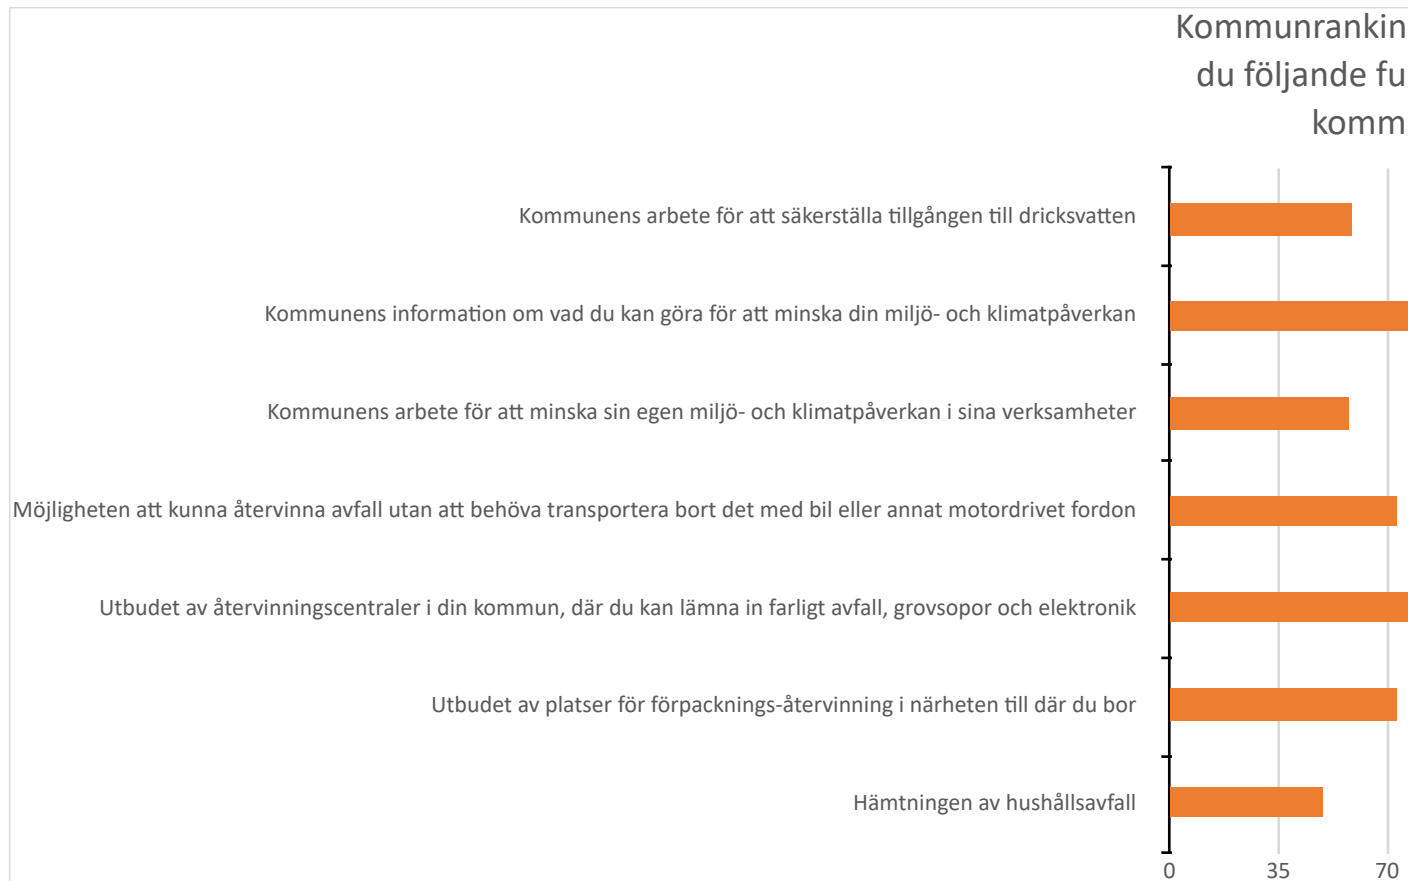 Kommunrankin
du följande fu
komm
Kommunens arbete för att säkerställa tillgången till dricksvatten
Kommunens information om vad du kan göra för att minska din miljö- och klimatpåverkan
Kommunens arbete för att minska sin egen miljö- och klimatpåverkan i sina verksamheter
Möjligheten att kunna återvinna avfall utan att behöva transportera bort det med bil eller annat motordrivet fordon
Utbudet av återvinningscentraler i din kommun, där du kan lämna in farligt avfall, grovsopor och elektronik
Utbudet av platser för förpacknings-återvinning i närheten till där du bor
Hämtningen av hushållsavfall
0 35 70